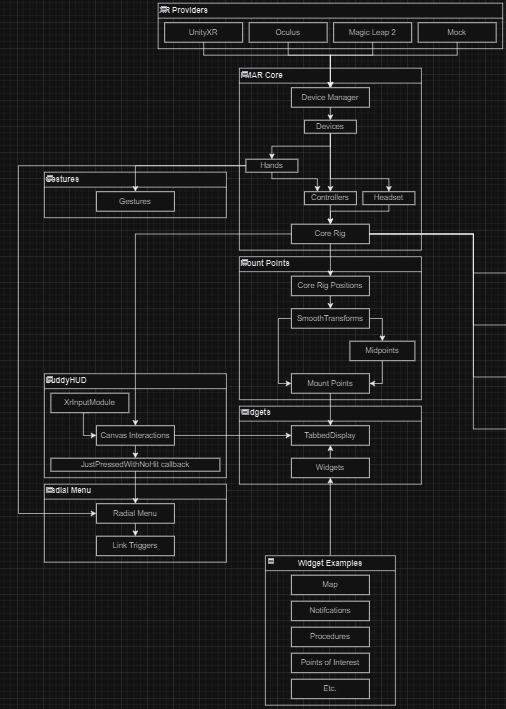 XR Providers
UnityXR
Oculus
Magic Leap 2
Mock
MAR Core
Device Manager
Devices
Hands
Controllers
Headset
Core Rig
Gestures
Gestures
Mount Points
Core Rig Positions
SmoothTransforms
Midpoints
Mount Points
BuddyHUD
XrInputModule
Canvas Interactions
JustPressedWithNoHit callback
Widgets
TabbedDisplay
Widgets
Radial Menu
Radial Menu
Link Triggers
Widget Examples
Map
Notifcations
Procedures
Points of Interest
Etc.